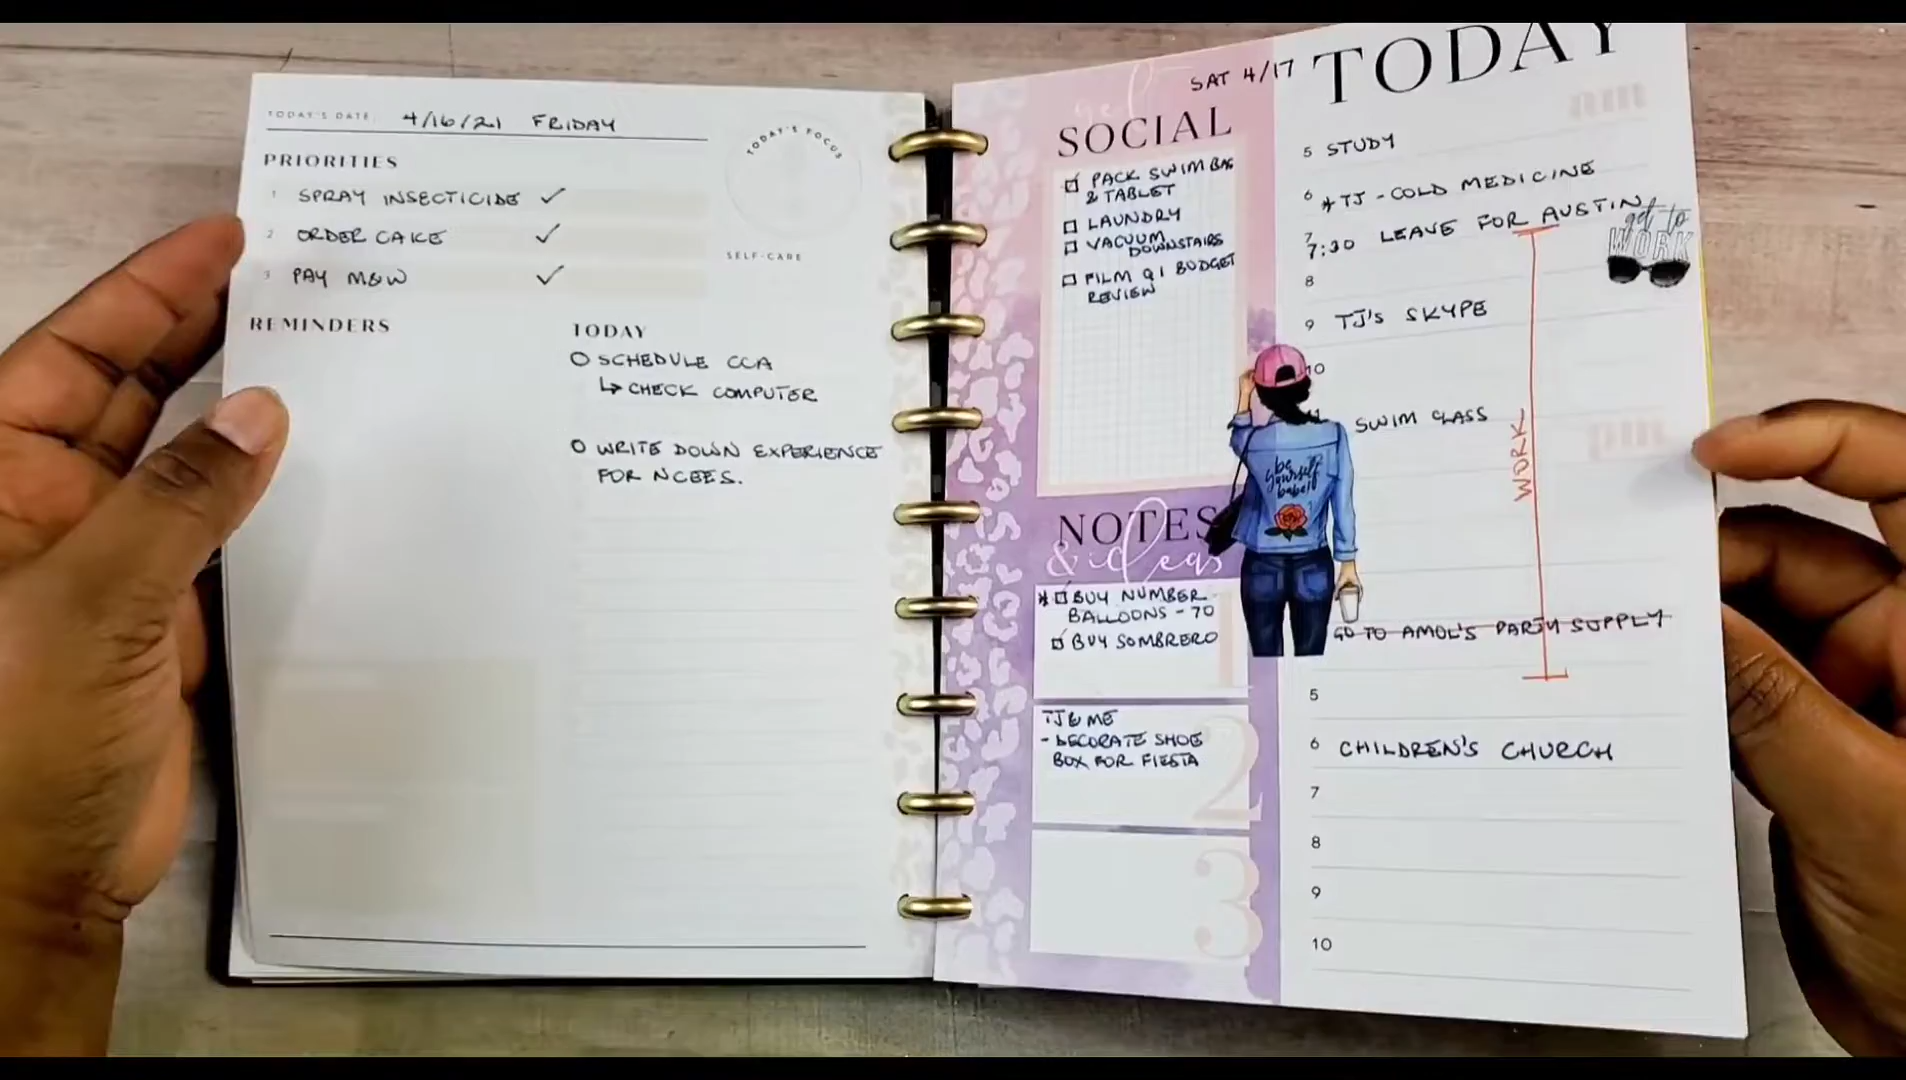 TODAY'S DATE: 4/16/21 FRIDAY
PRIORITIES
1 SPRAY INSECTICIDE ✓
2 ORDER CAKE ✓
3 PAY M&W ✓
TODAY'S FOCUS
SELF-CARE
REMINDERS
TODAY
SCHEDULE CCA
↳ CHECK COMPUTER
WRITE DOWN EXPERIENCE
FOR NCEES.
SAT 4/17
TODAY
get
SOCIAL
PACK SWIM BAG
& TABLET
LAUNDRY
VACUUM
DOWNSTAIRS
FILM Q1 BUDGET
REVIEW
NOTES
& ideas
* BUY NUMBER
BALLOONS - 70
BUY SOMBRERO
1
TJ & ME
- DECORATE SHOE
BOX FOR FIESTA
2
3
am
5 STUDY
6 * TJ - COLD MEDICINE
7
7:30 LEAVE FOR AUSTIN
get to
WORK
8
9 TJ'S SKYPE
10
11 SWIM CLASS
pm
WORK
be
yourself
babe!
GO TO AMOL'S PARTY SUPPLY
5
6 CHILDREN'S CHURCH
7
8
9
10